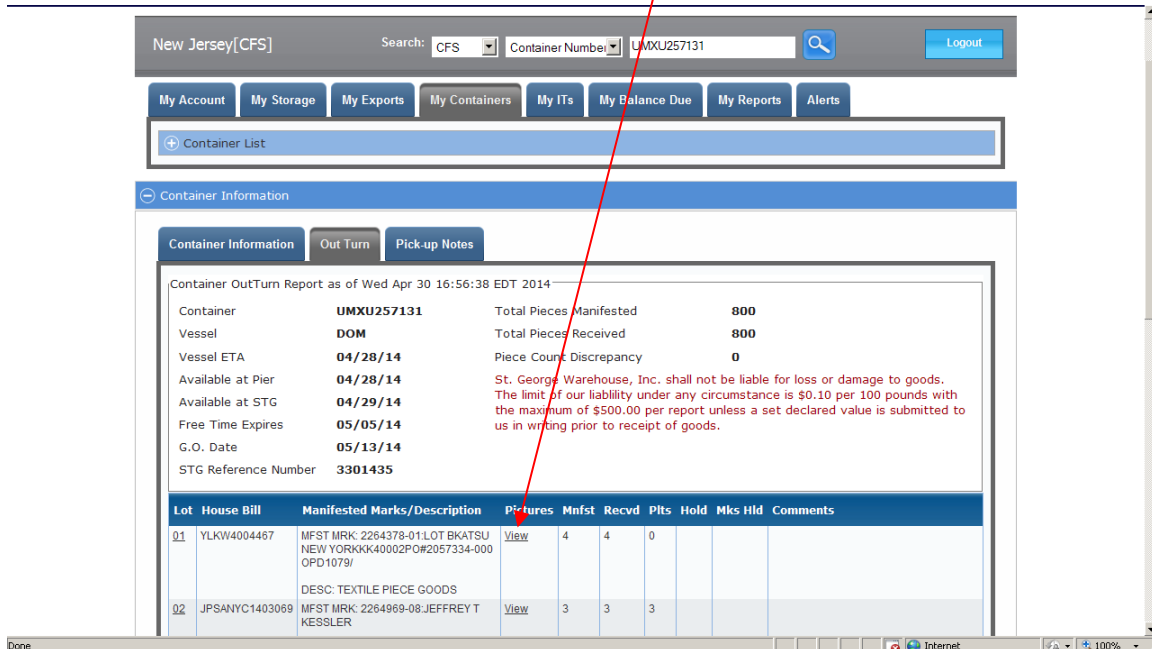 New Jersey[CFS] Search: CFS Container Number UMXU257131 Logout
My Account My Storage My Exports My Containers My ITs My Balance Due My Reports Alerts
Container List
Container Information
Container Information Out Turn Pick-up Notes
Container OutTurn Report as of Wed Apr 30 16:56:38 EDT 2014
Container UMXU257131 Total Pieces Manifested 800
Vessel DOM Total Pieces Received 800
Vessel ETA 04/28/14 Piece Count Discrepancy 0
Available at Pier 04/28/14
Available at STG 04/29/14
Free Time Expires 05/05/14
G.O. Date 05/13/14
STG Reference Number 3301435
St. George Warehouse, Inc. shall not be liable for loss or damage to goods.
The limit of our liablility under any circumstance is $0.10 per 100 pounds with
the maximum of $500.00 per report unless a set declared value is submitted to
us in writing prior to receipt of goods.
Lot House Bill Manifested Marks/Description Pictures Mnfst Recvd Plts Hold Mks Hld Comments
01 YLKW4004467 MFST MRK: 2264378-01:LOT BKATSU View 4 4 0
NEW YORKKK40002PO#2057334-000
OPD1079/
DESC: TEXTILE PIECE GOODS
02 JPSANYC1403069 MFST MRK: 2264969-08:JEFFREY T View 3 3 3
KESSLER
Done Internet 100%